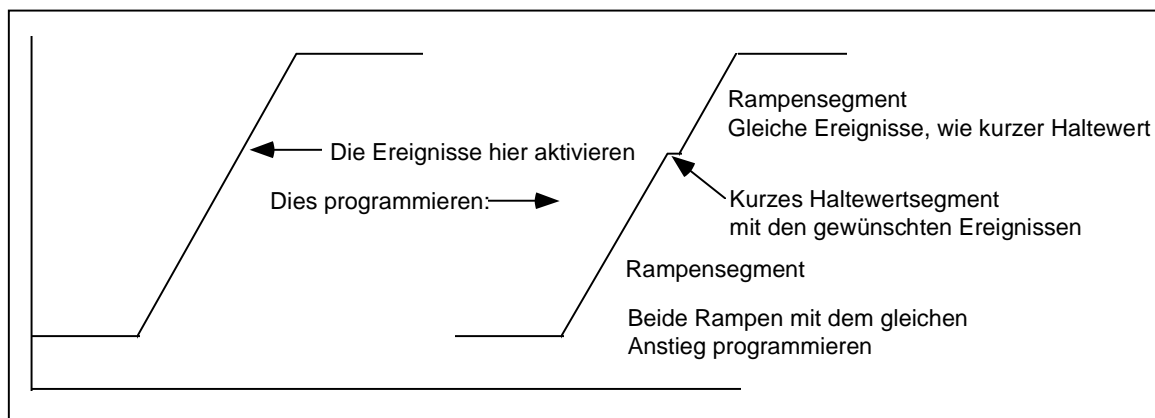 Rampensegment
Gleiche Ereignisse, wie kurzer Haltewert
Die Ereignisse hier aktivieren
Dies programmieren:
Kurzes Haltewertsegment
mit den gewünschten Ereignissen
Rampensegment
Beide Rampen mit dem gleichen
Anstieg programmieren